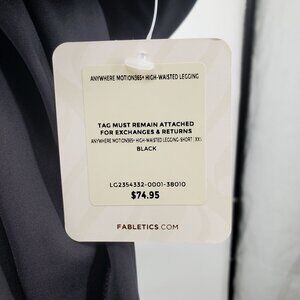 ANYWHERE MOTION365+ HIGH-WAISTED LEGGING
TAG MUST REMAIN ATTACHED
FOR EXCHANGES & RETURNS
ANYWHERE MOTION365+ HIGH-WAISTED LEGGING-SHORT | XXS
BLACK
LG2354332-0001-38010
$74.95
FABLETICS.COM